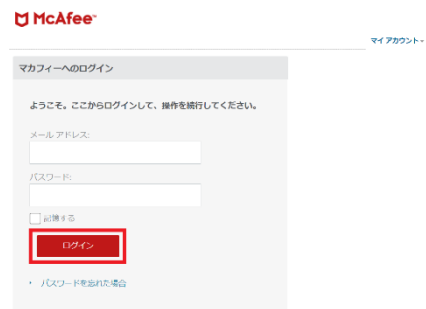 McAfee
マイ アカウント
マカフィーへのログイン
ようこそ。ここからログインして、操作を続行してください。
メール アドレス:
パスワード:
記憶する
ログイン
パスワードを忘れた場合